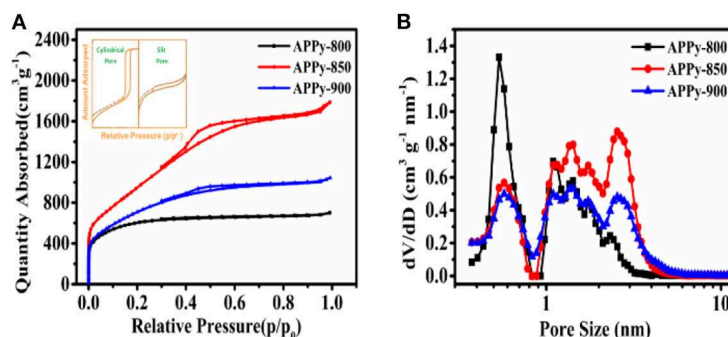 A
2400
2000
1600
1200
800
400
0
0.0 0.2 0.4 0.6 0.8 1.0
Quantity Absorbed(cm³ g⁻¹)
Relative Pressure(p/p₀)
APPy-800
APPy-850
APPy-900
Cylindrical
Pore
Slit
Pore
Amount Adsorbed
B
1.4
1.2
1.0
0.8
0.6
0.4
0.2
0.0
1 10
dV/dD (cm³ g⁻¹ nm⁻¹)
Pore Size (nm)
APPy-800
APPy-850
APPy-900